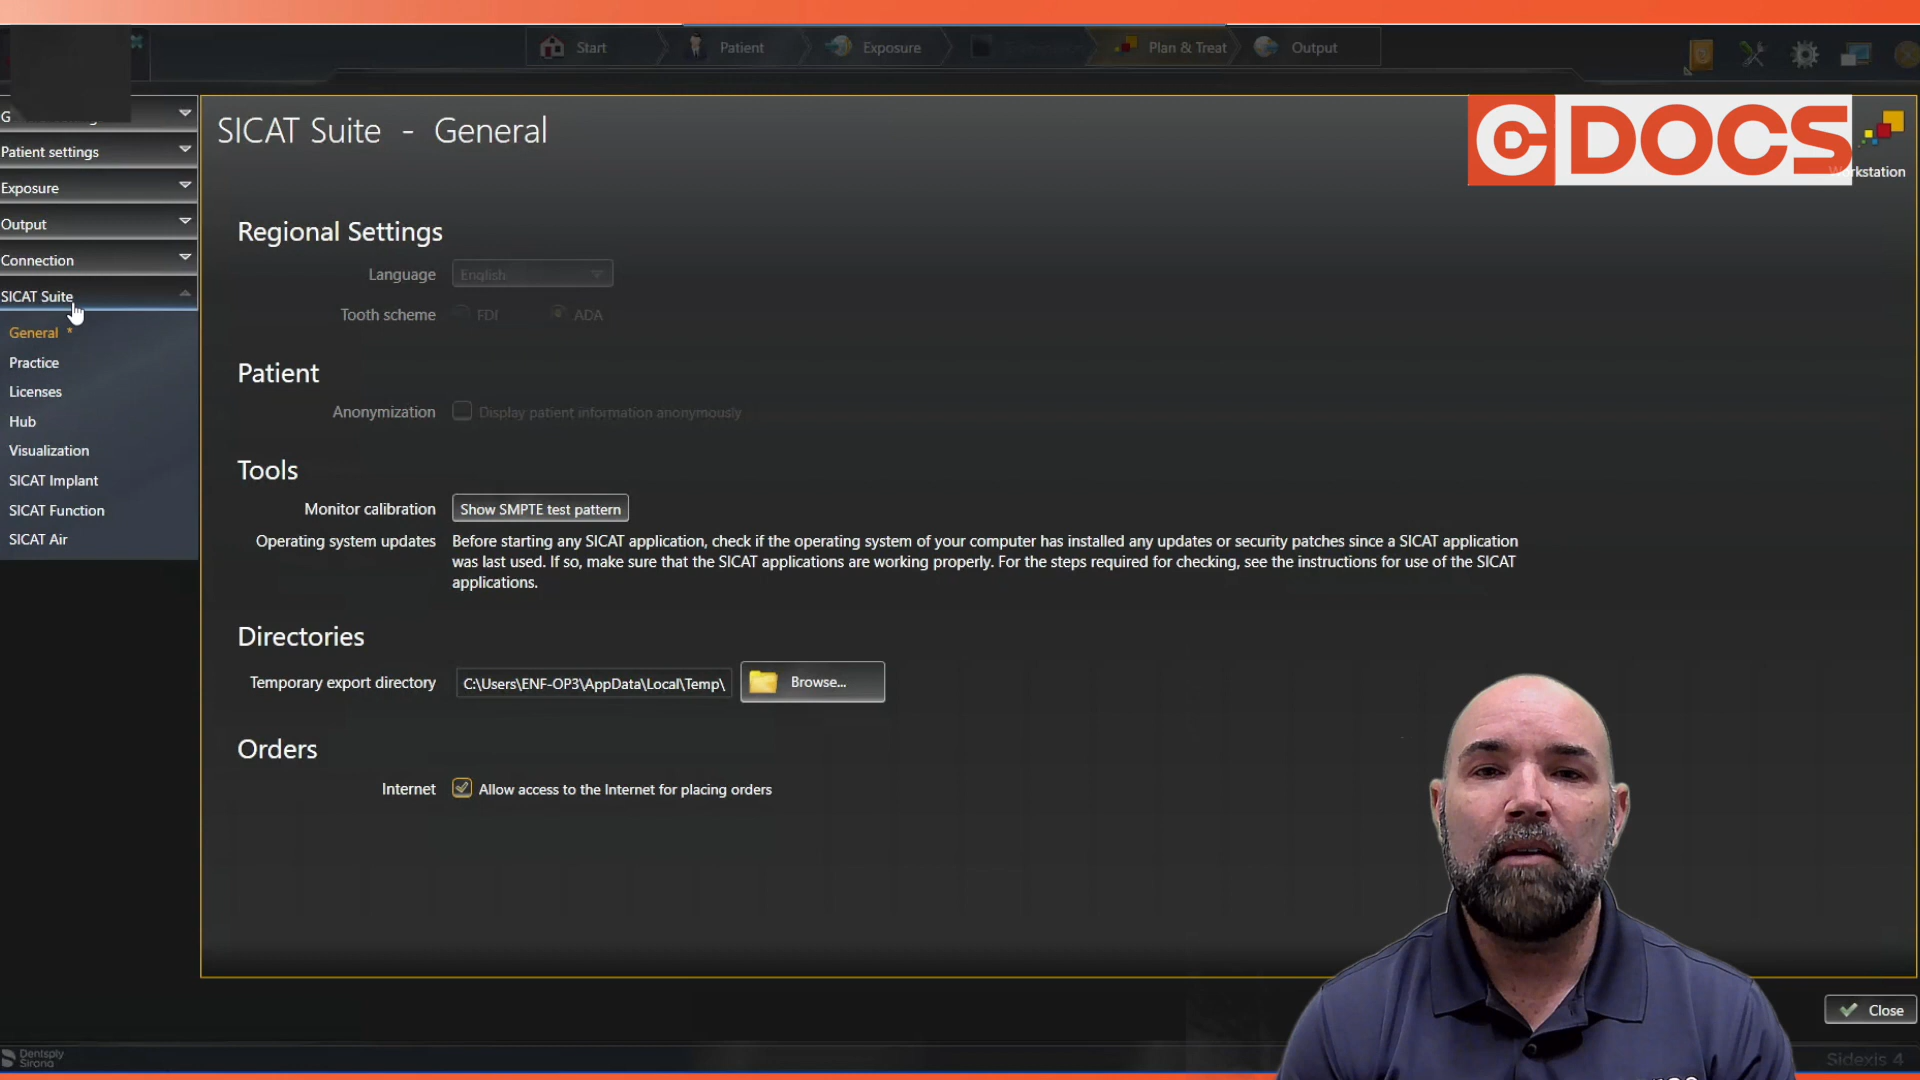 Start
Patient
Exposure
Plan & Treat
Output
G
Patient settings
Exposure
Output
Connection
SICAT Suite
General *
Practice
Licenses
Hub
Visualization
SICAT Implant
SICAT Function
SICAT Air
SICAT Suite - General
C DOCS
rkstation
Regional Settings
Language English
Tooth scheme FDI ADA
Patient
Anonymization Display patient information anonymously
Tools
Monitor calibration Show SMPTE test pattern
Operating system updates Before starting any SICAT application, check if the operating system of your computer has installed any updates or security patches since a SICAT application
was last used. If so, make sure that the SICAT applications are working properly. For the steps required for checking, see the instructions for use of the SICAT
applications.
Directories
Temporary export directory C:\Users\ENF-OP3\AppData\Local\Temp\ Browse...
Orders
Internet Allow access to the Internet for placing orders
Close
Dentsply
Sirona
Sidexis 4